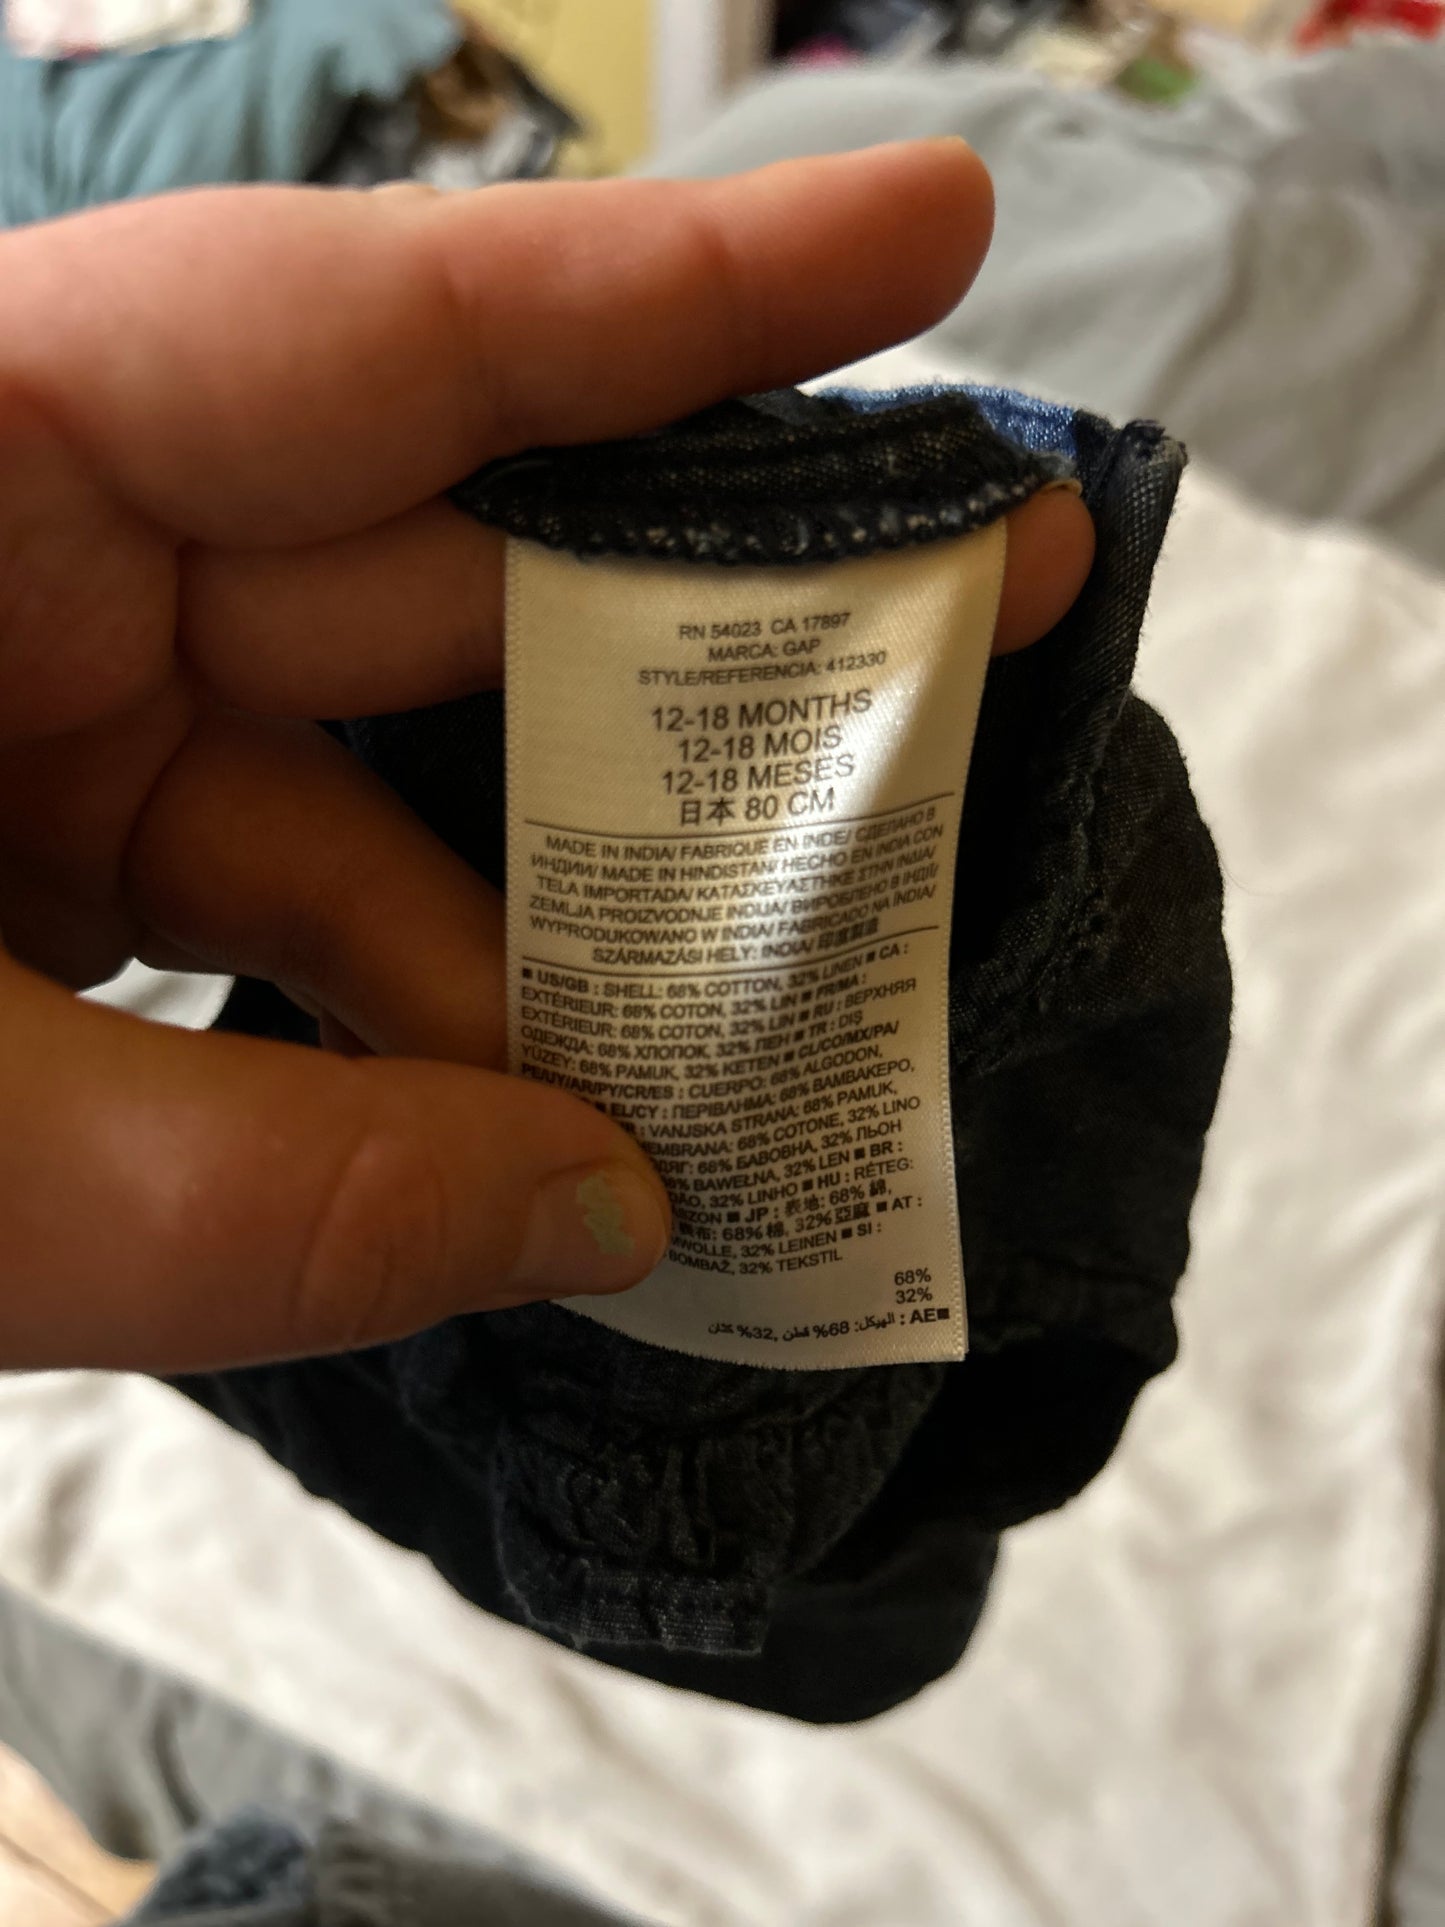 RN 54023 CA 17897
MARCA: GAP
STYLE/REFERENCIA: 412330
12-18 MONTHS
12-18 MOIS
12-18 MESES
日本 80 CM
MADE IN INDIA/ FABRIQUE EN INDE/ СДЕЛАНО В
ИНДИИ/ MADE IN HINDISTAN/ HECHO EN INDIA CON
TELA IMPORTADA/ ΚΑΤΑΣΚΕΥΑΣΤΗΚΕ ΣΤΗΝ ΙΝΔΙΑ/
ZEMLJA PROIZVODNJE INDIJA/ ВИРОБЛЕНО В ІНДІЇ/
WYPRODUKOWANO W INDIA/ FABRICADO NA ÍNDIA/
SZÁRMAZÁSI HELY: INDIA/ 印度製造
■ US/GB : SHELL: 68% COTTON, 32% LINEN ■ CA :
EXTÉRIEUR: 68% COTON, 32% LIN ■ FR/MA :
EXTÉRIEUR: 68% COTON, 32% LIN ■ RU : ВЕРХНЯЯ
ОДЕЖДА: 68% ХЛОПОК, 32% ЛЕН ■ TR : DIŞ
YÜZEY: 68% PAMUK, 32% KETEN ■ CL/CO/MX/PA/
PE/UY/AR/PY/CR/ES : CUERPO: 68% ALGODON,
■ EL/CY : ΠΕΡΙΒΛΗΜΑ: 68% ΒΑΜΒΑΚΕΡΟ,
: VANJSKA STRANA: 68% PAMUK,
EMBRANA: 68% COTONE, 32% LINO
68% БАВОВНА, 32% ЛЬОН
68% BAWEŁNA, 32% LEN ■ BR :
32% LINHO ■ HU : RÉTEG:
■ JP : 表地: 68% 綿,
68% 棉, 32% 亞麻 ■ AT :
32% LEINEN ■ SI :
BOMBAŽ, 32% TEKSTIL
68%
32%
■AE : الهيكل: 68% قطن, 32% كتان